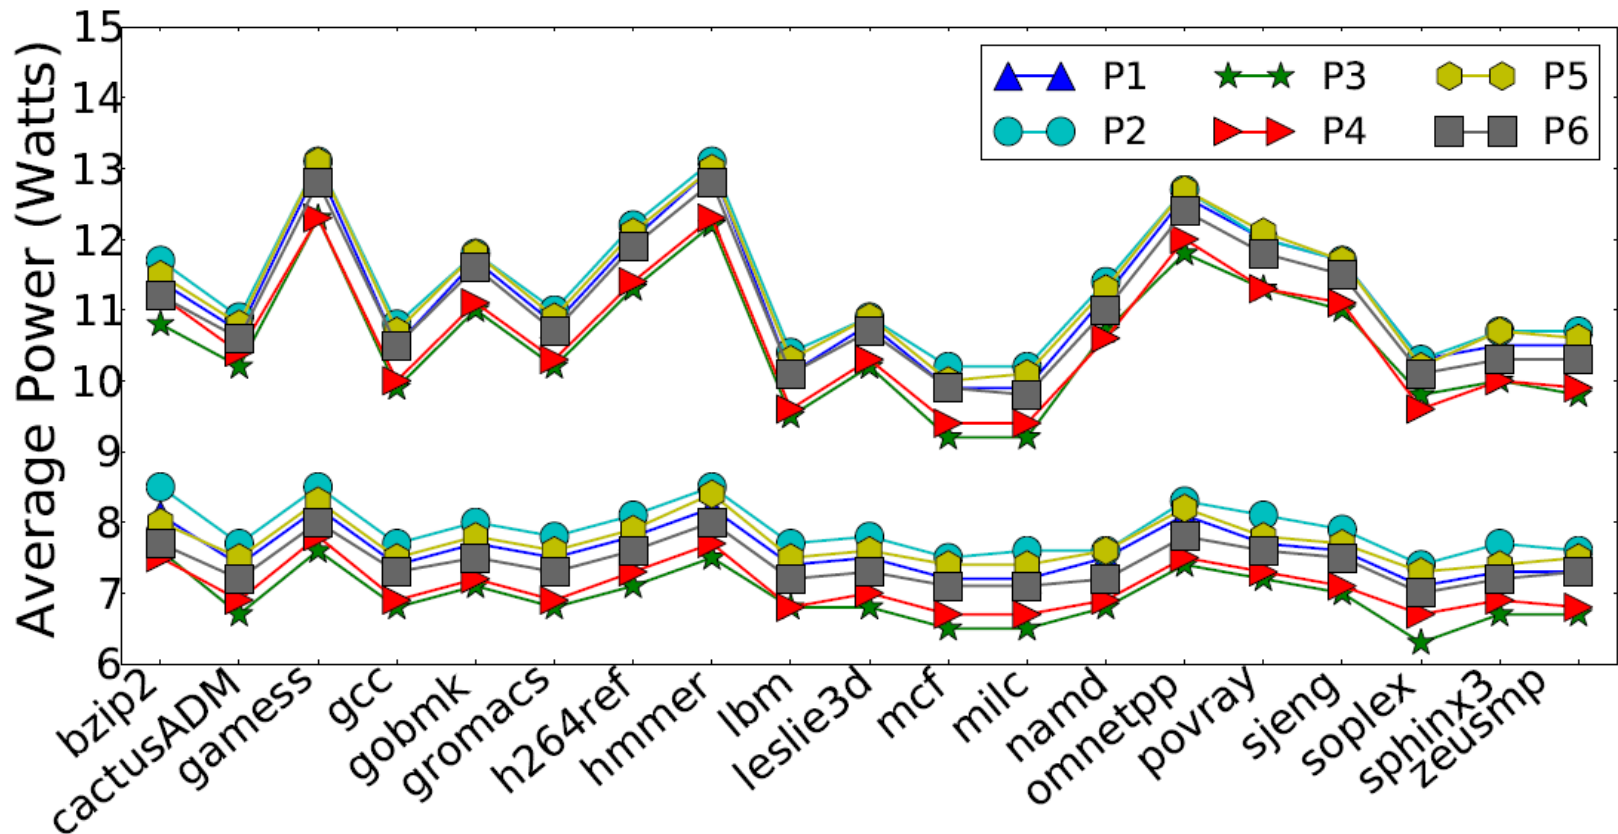 Average Power (Watts)
15
14
13
12
11
10
9
8
7
6
P1 P3 P5
P2 P4 P6
bzip2
cactusADM
gamess
gcc
gobmk
gromacs
h264ref
hmmer
lbm
leslie3d
mcf
milc
namd
omnetpp
povray
sjeng
soplex
sphinx3
zeusmp